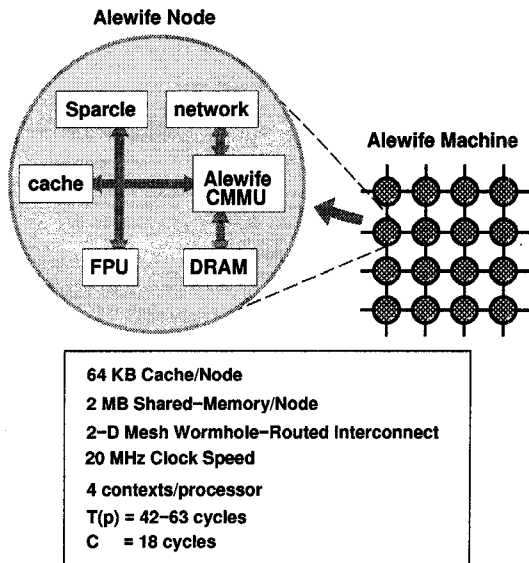 Alewife Node
Sparcle
network
Alewife Machine
cache
Alewife
CMMU
FPU
DRAM
64 KB Cache/Node
2 MB Shared-Memory/Node
2-D Mesh Wormhole-Routed Interconnect
20 MHz Clock Speed
4 contexts/processor
T(p) = 42-63 cycles
C = 18 cycles